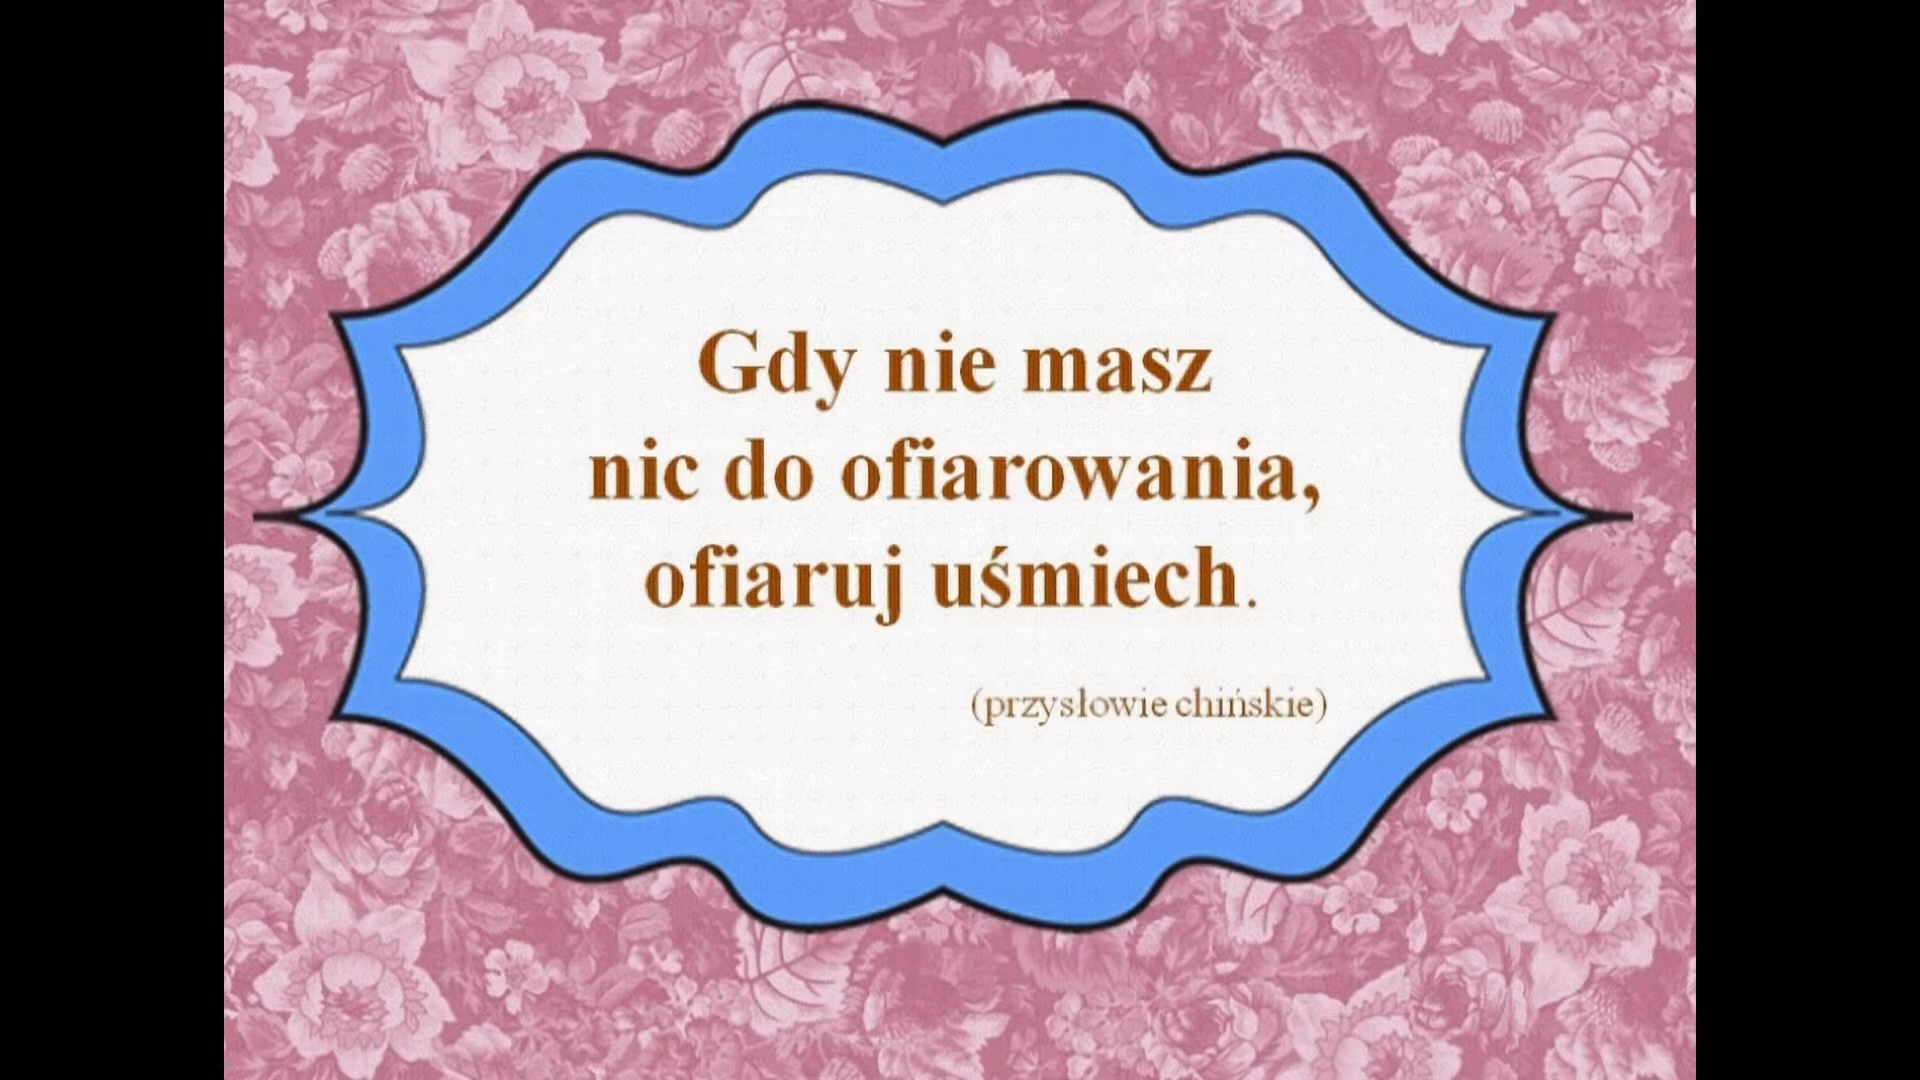 Gdy nie masz
nic do ofiarowania,
ofiaruj uśmiech.
(przysłowie chińskie)